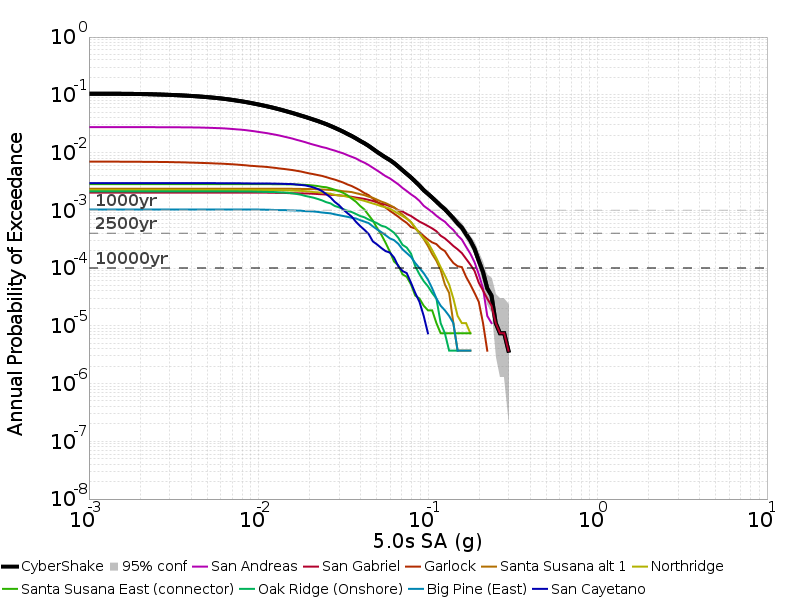 10^0
10^-1
10^-2
10^-3
10^-4
10^-5
10^-6
10^-7
10^-8
Annual Probability of Exceedance
1000yr
2500yr
10000yr
10^-3
10^-2
10^-1
10^0
10^1
5.0s SA (g)
CyberShake 95% conf San Andreas San Gabriel Garlock Santa Susana alt 1 Northridge
Santa Susana East (connector) Oak Ridge (Onshore) Big Pine (East) San Cayetano